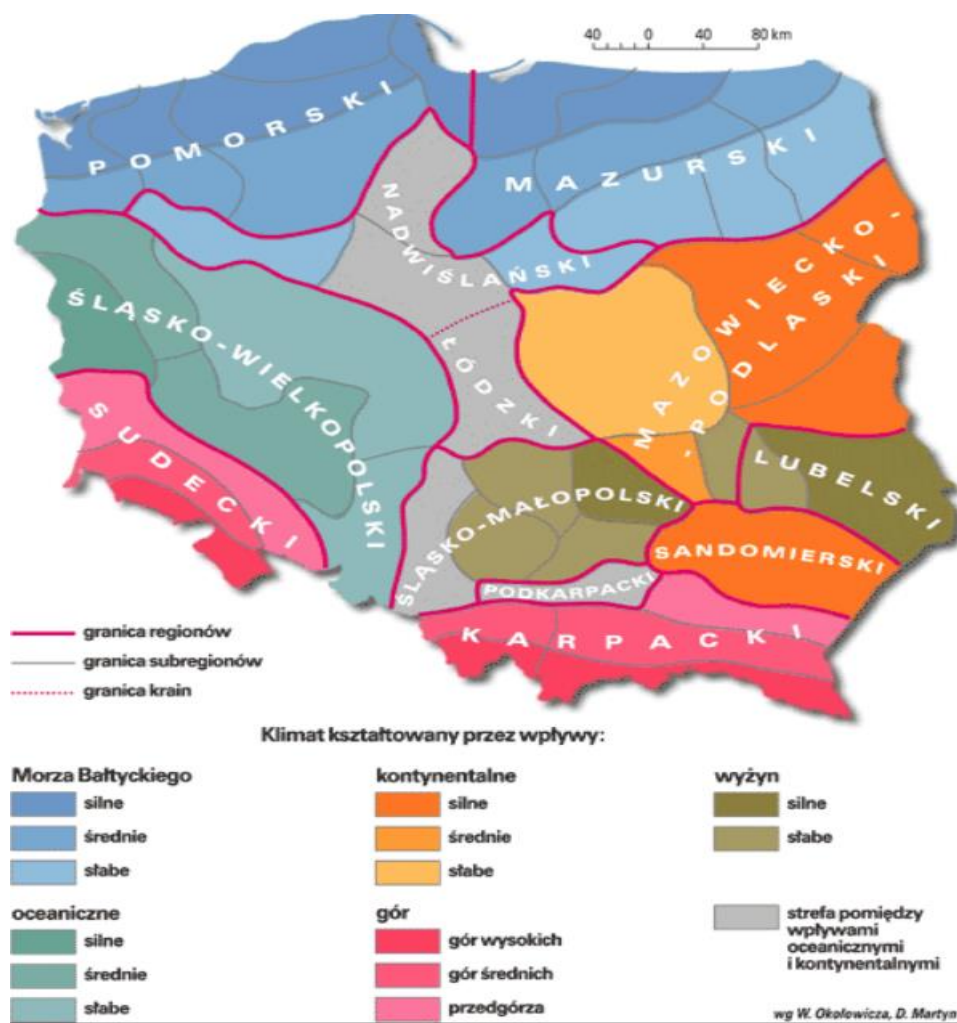 40 0 40 80 km
POMORSKI
MAZURSKI
NADWIŚLAŃSKI
MAZOWIECKO-
-PODLASKI
ŚLĄSKO-WIELKOPOLSKI
ŁÓDZKI
SUDECKI
LUBELSKI
ŚLĄSKO-MAŁOPOLSKI
SANDOMIERSKI
PODKARPACKI
KARPACKI
granica regionów
granica subregionów
granica krain
Klimat kształtowany przez wpływy:
Morza Bałtyckiego
silne
średnie
słabe
kontynentalne
silne
średnie
słabe
wyżyn
silne
słabe
oceaniczne
silne
średnie
słabe
gór
gór wysokich
gór średnich
przedgórza
strefa pomiędzy
wpływami
oceanicznymi
i kontynentalnymi
wg W. Okołowicza, D. Martyn